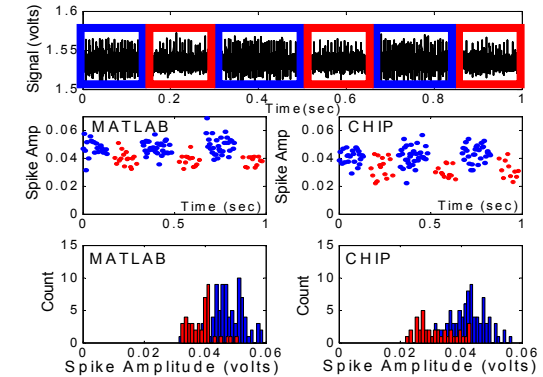 1.6
1.55
1.5
Signal (volts)
0 0.2 0.4 0.6 0.8 1
Time(sec)
MATLAB
0.06
0.04
0.02
0
Spike Amp
Time (sec)
0 0.5 1
CHIP
0.06
0.04
0.02
0
Spike Amp
Time (sec)
0 0.5 1
MATLAB
15
10
5
0
Count
0 0.02 0.04 0.06
Spike Amplitude (volts)
CHIP
15
10
5
0
Count
0 0.02 0.04 0.06
Spike Amplitude (volts)